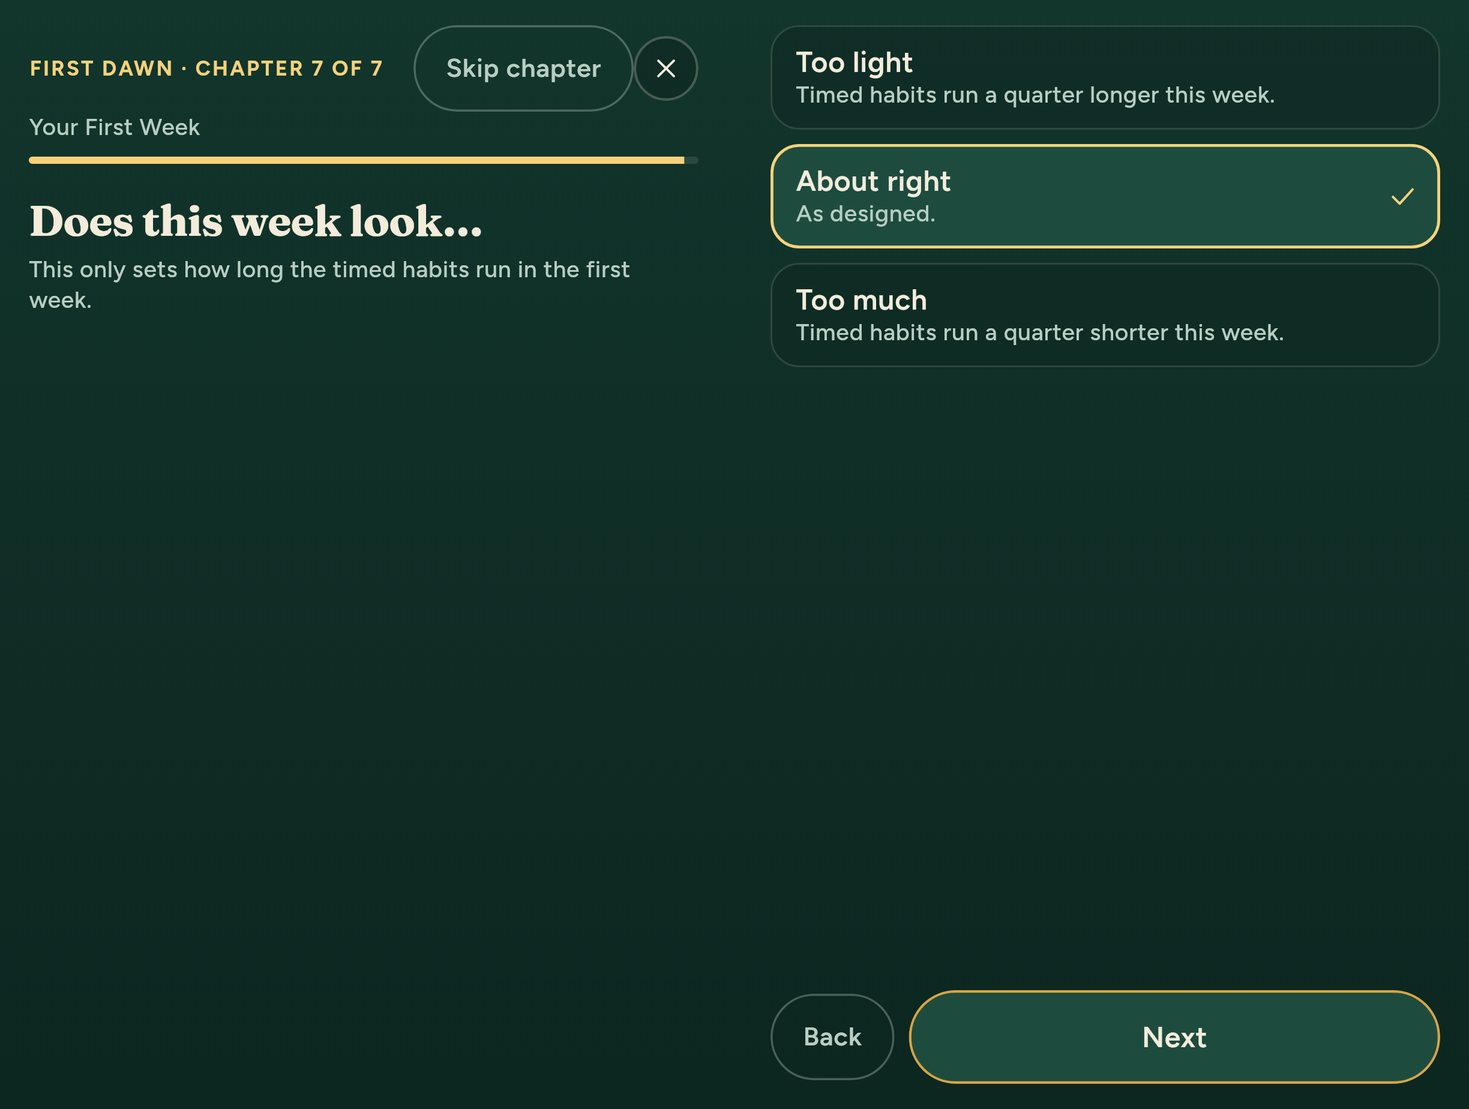 FIRST DAWN · CHAPTER 7 OF 7
Skip chapter
Your First Week
Does this week look...
This only sets how long the timed habits run in the first
week.
Too light
Timed habits run a quarter longer this week.
About right
As designed.
Too much
Timed habits run a quarter shorter this week.
Back
Next